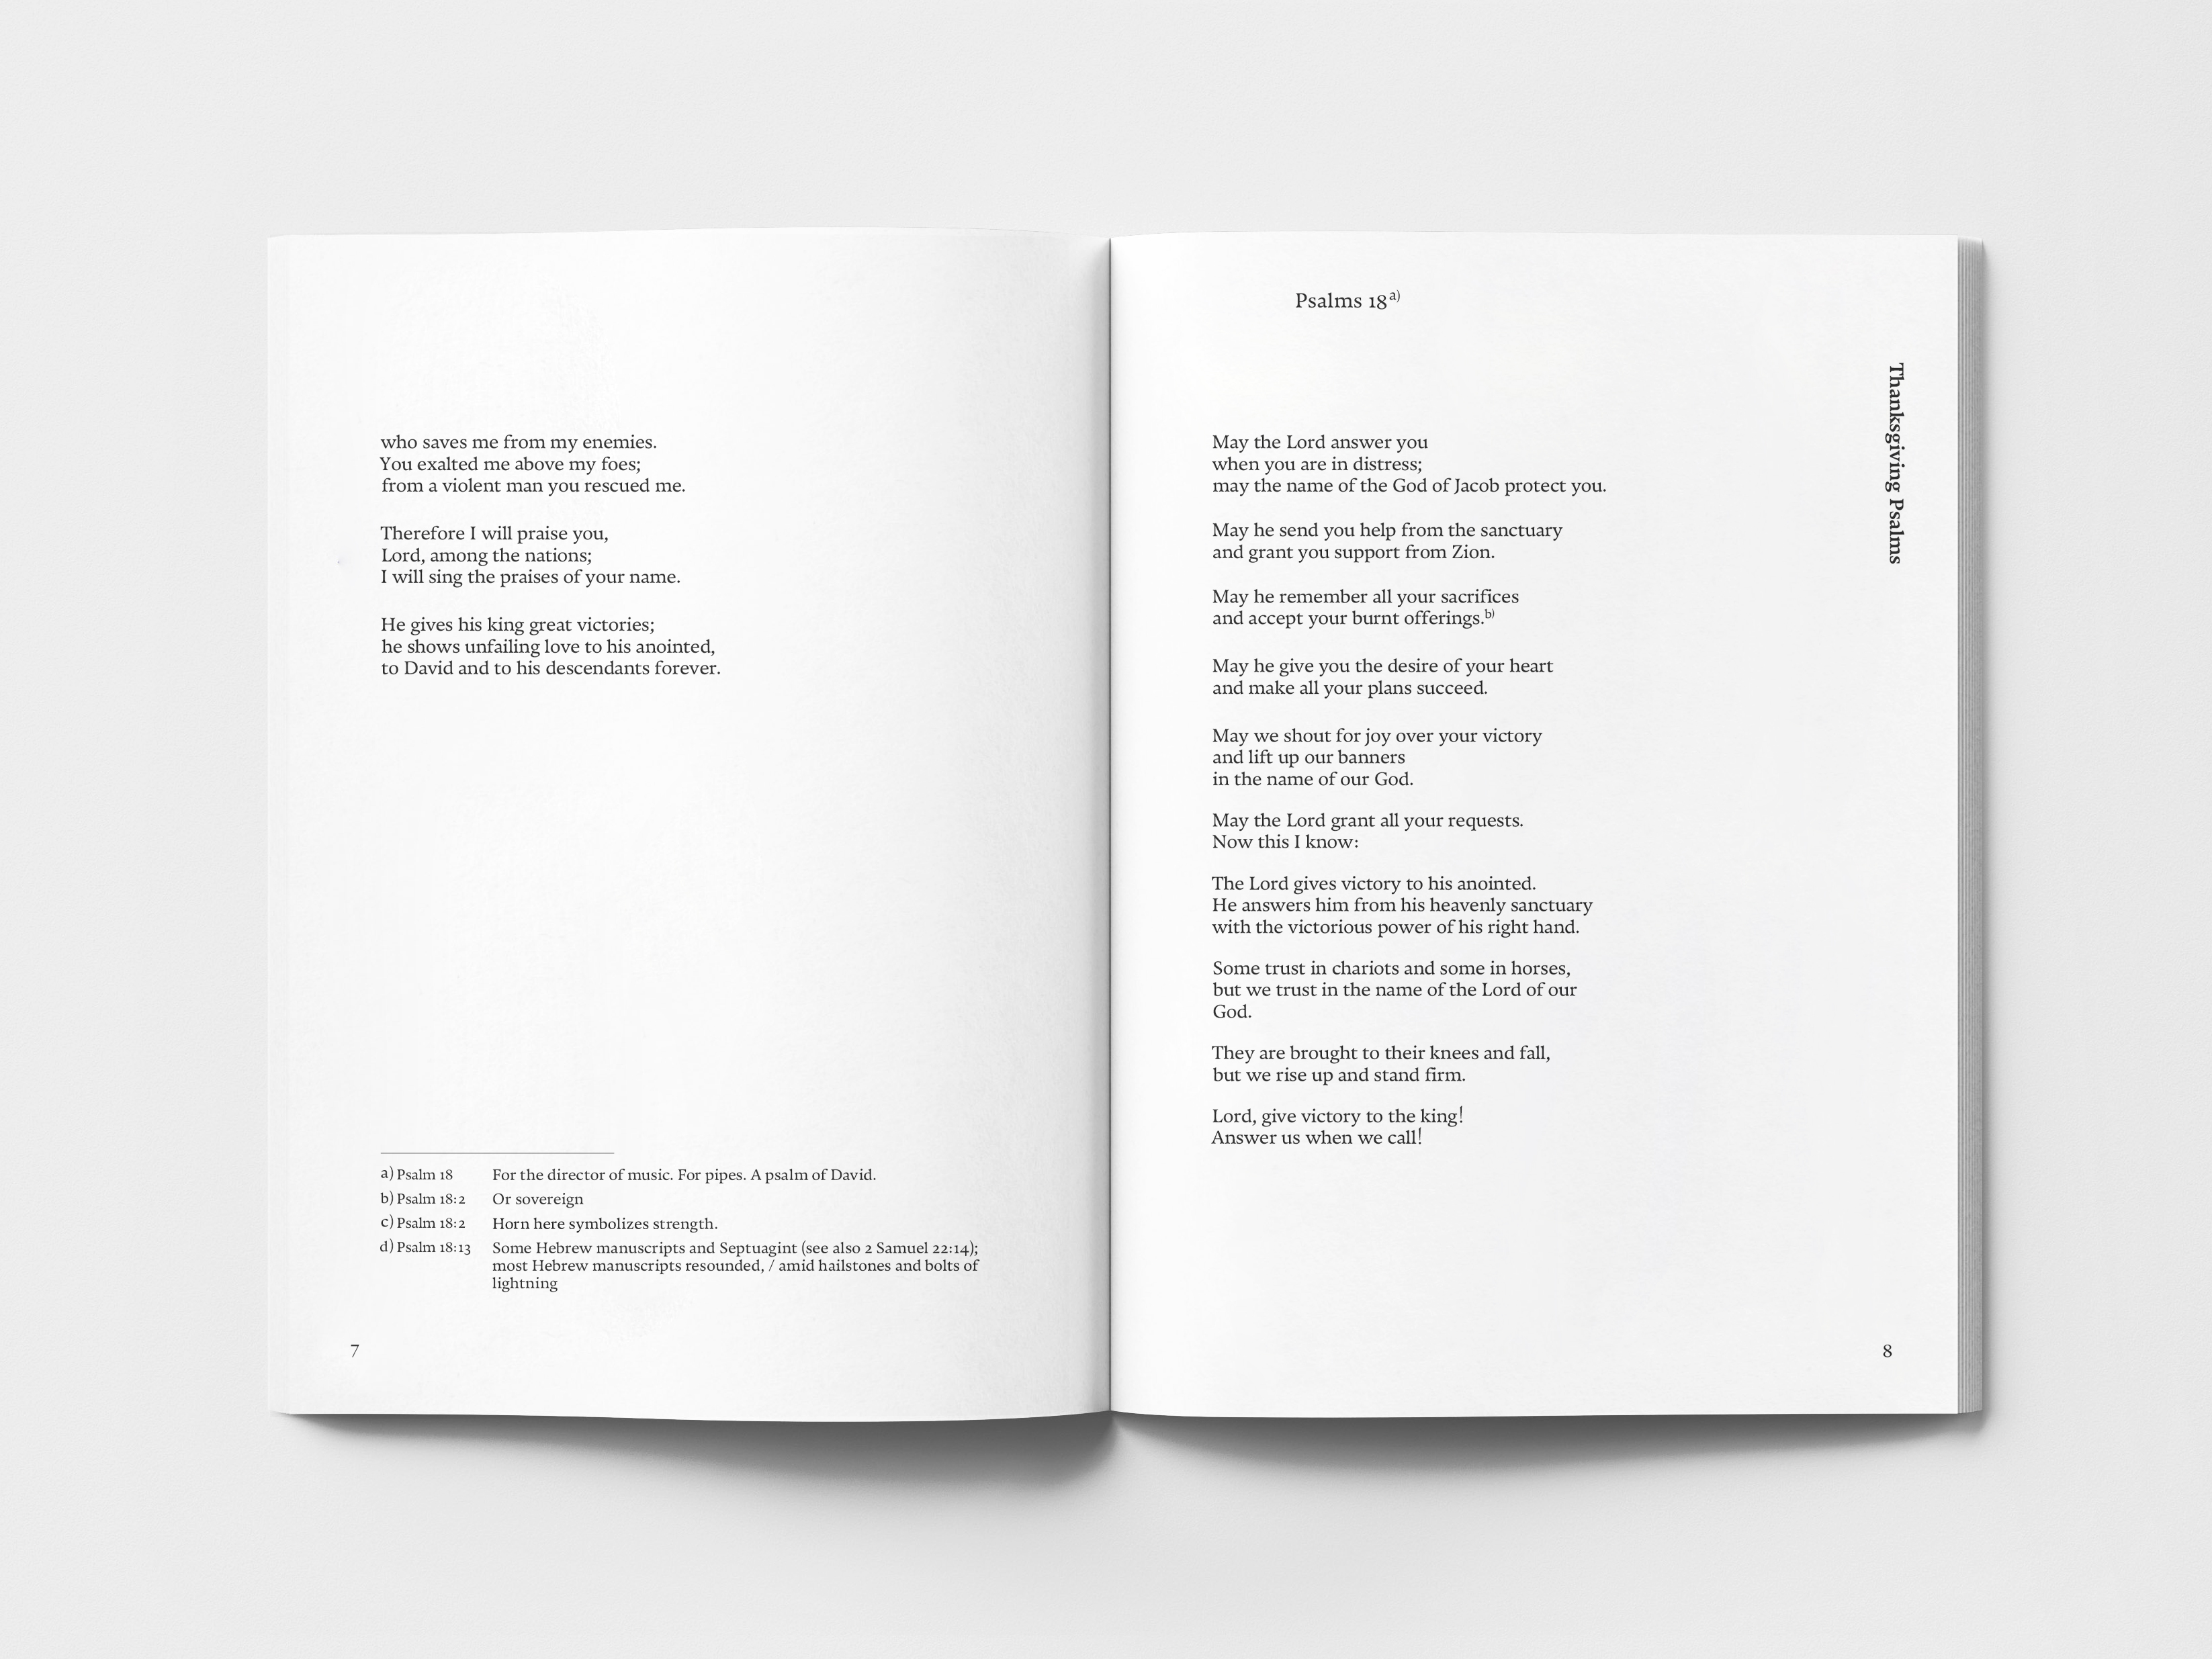 who saves me from my enemies.
You exalted me above my foes;
from a violent man you rescued me.
Therefore I will praise you,
Lord, among the nations;
I will sing the praises of your name.
He gives his king great victories;
he shows unfailing love to his anointed,
to David and to his descendants forever.
a) Psalm 18 For the director of music. For pipes. A psalm of David.
b) Psalm 18:2 Or sovereign
c) Psalm 18:2 Horn here symbolizes strength.
d) Psalm 18:13 Some Hebrew manuscripts and Septuagint (see also 2 Samuel 22:14);
most Hebrew manuscripts resounded, / amid hailstones and bolts of
lightning
7
Psalms 18a)
May the Lord answer you
when you are in distress;
may the name of the God of Jacob protect you.
May he send you help from the sanctuary
and grant you support from Zion.
May he remember all your sacrifices
and accept your burnt offerings.b)
May he give you the desire of your heart
and make all your plans succeed.
May we shout for joy over your victory
and lift up our banners
in the name of our God.
May the Lord grant all your requests.
Now this I know:
The Lord gives victory to his anointed.
He answers him from his heavenly sanctuary
with the victorious power of his right hand.
Some trust in chariots and some in horses,
but we trust in the name of the Lord of our
God.
They are brought to their knees and fall,
but we rise up and stand firm.
Lord, give victory to the king!
Answer us when we call!
Thanksgiving Psalms
8